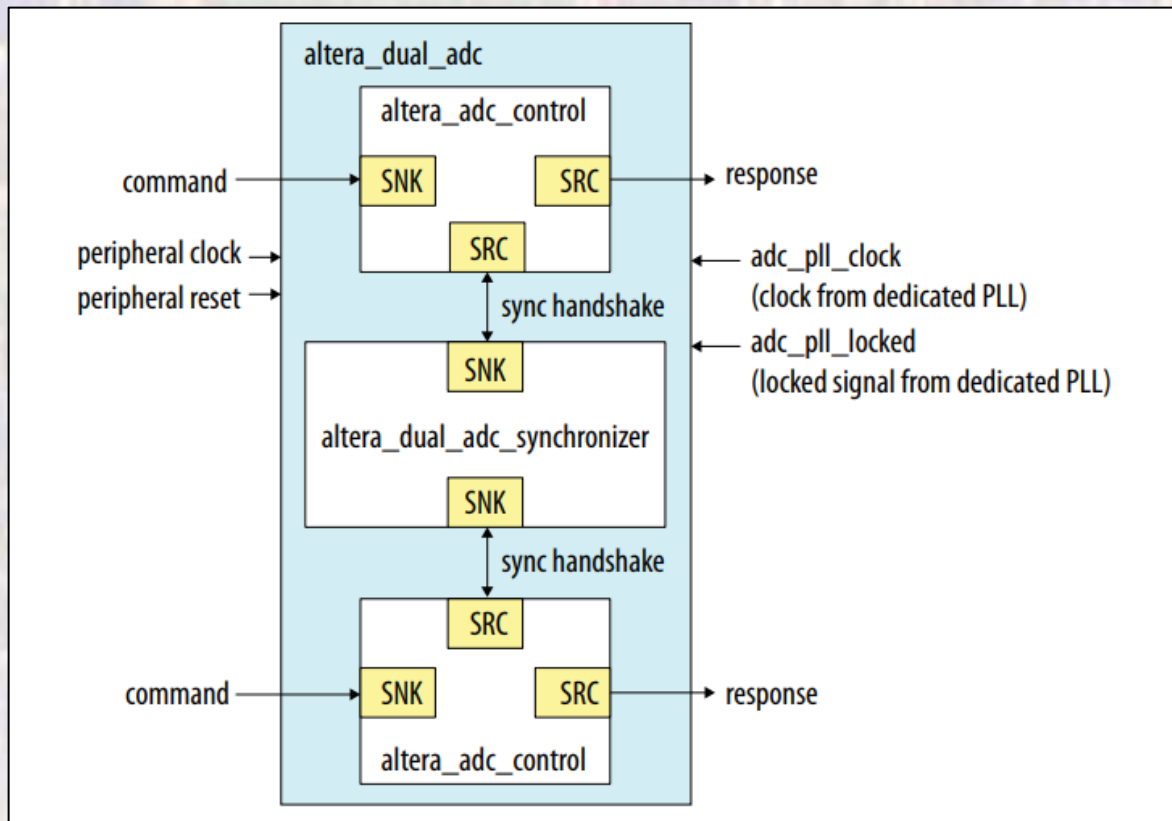 altera_dual_adc
altera_adc_control
command
SNK
SRC
response
SRC
peripheral clock
peripheral reset
adc_pll_clock
(clock from dedicated PLL)
sync handshake
adc_pll_locked
(locked signal from dedicated PLL)
SNK
altera_dual_adc_synchronizer
SNK
sync handshake
SRC
command
SNK
SRC
response
altera_adc_control